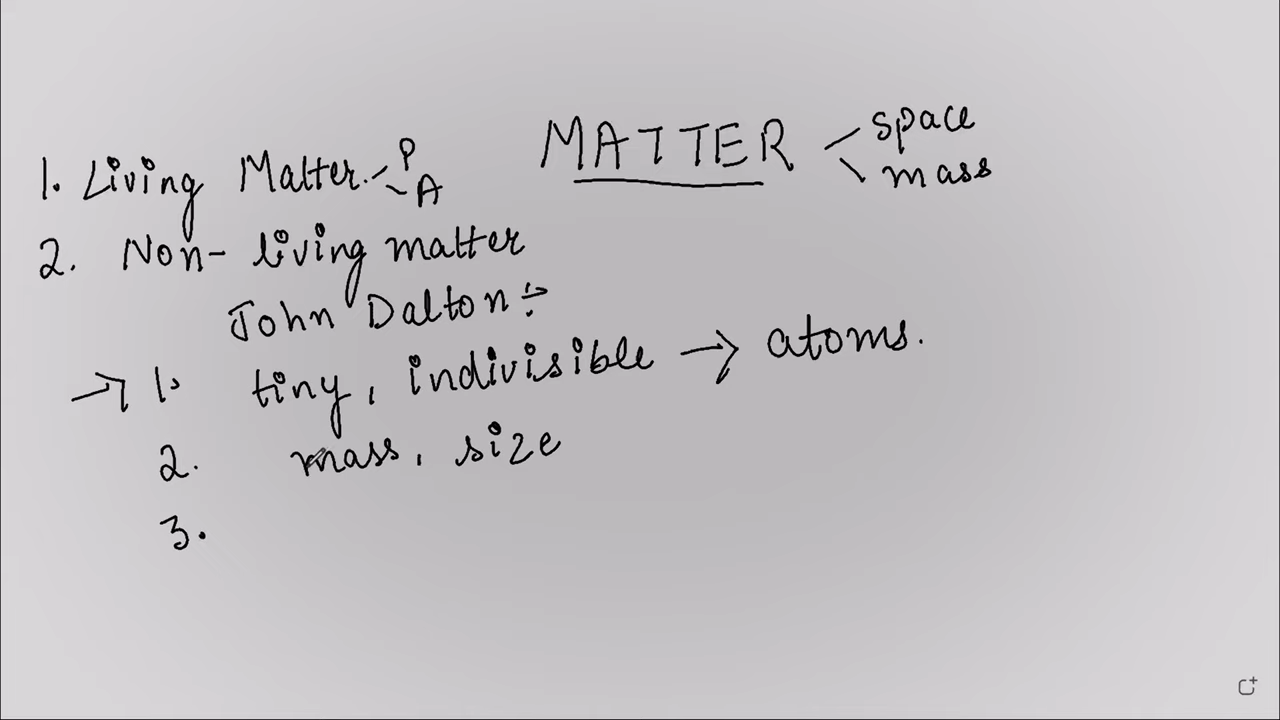 MATTER
space
mass
1. Living Matter. P
A
2. Non-living matter
John Dalton :-
→ 1. tiny, indivisible → atoms.
2. mass, size
3.